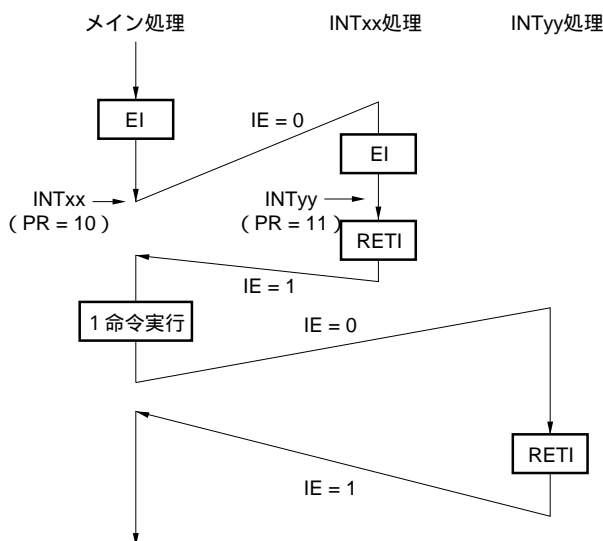 メイン処理
INTxx処理
INTyy処理
EI
IE = 0
EI
INTxx
(PR = 10)
INTyy
(PR = 11)
RETI
IE = 1
1 命令実行
IE = 0
RETI
IE = 1